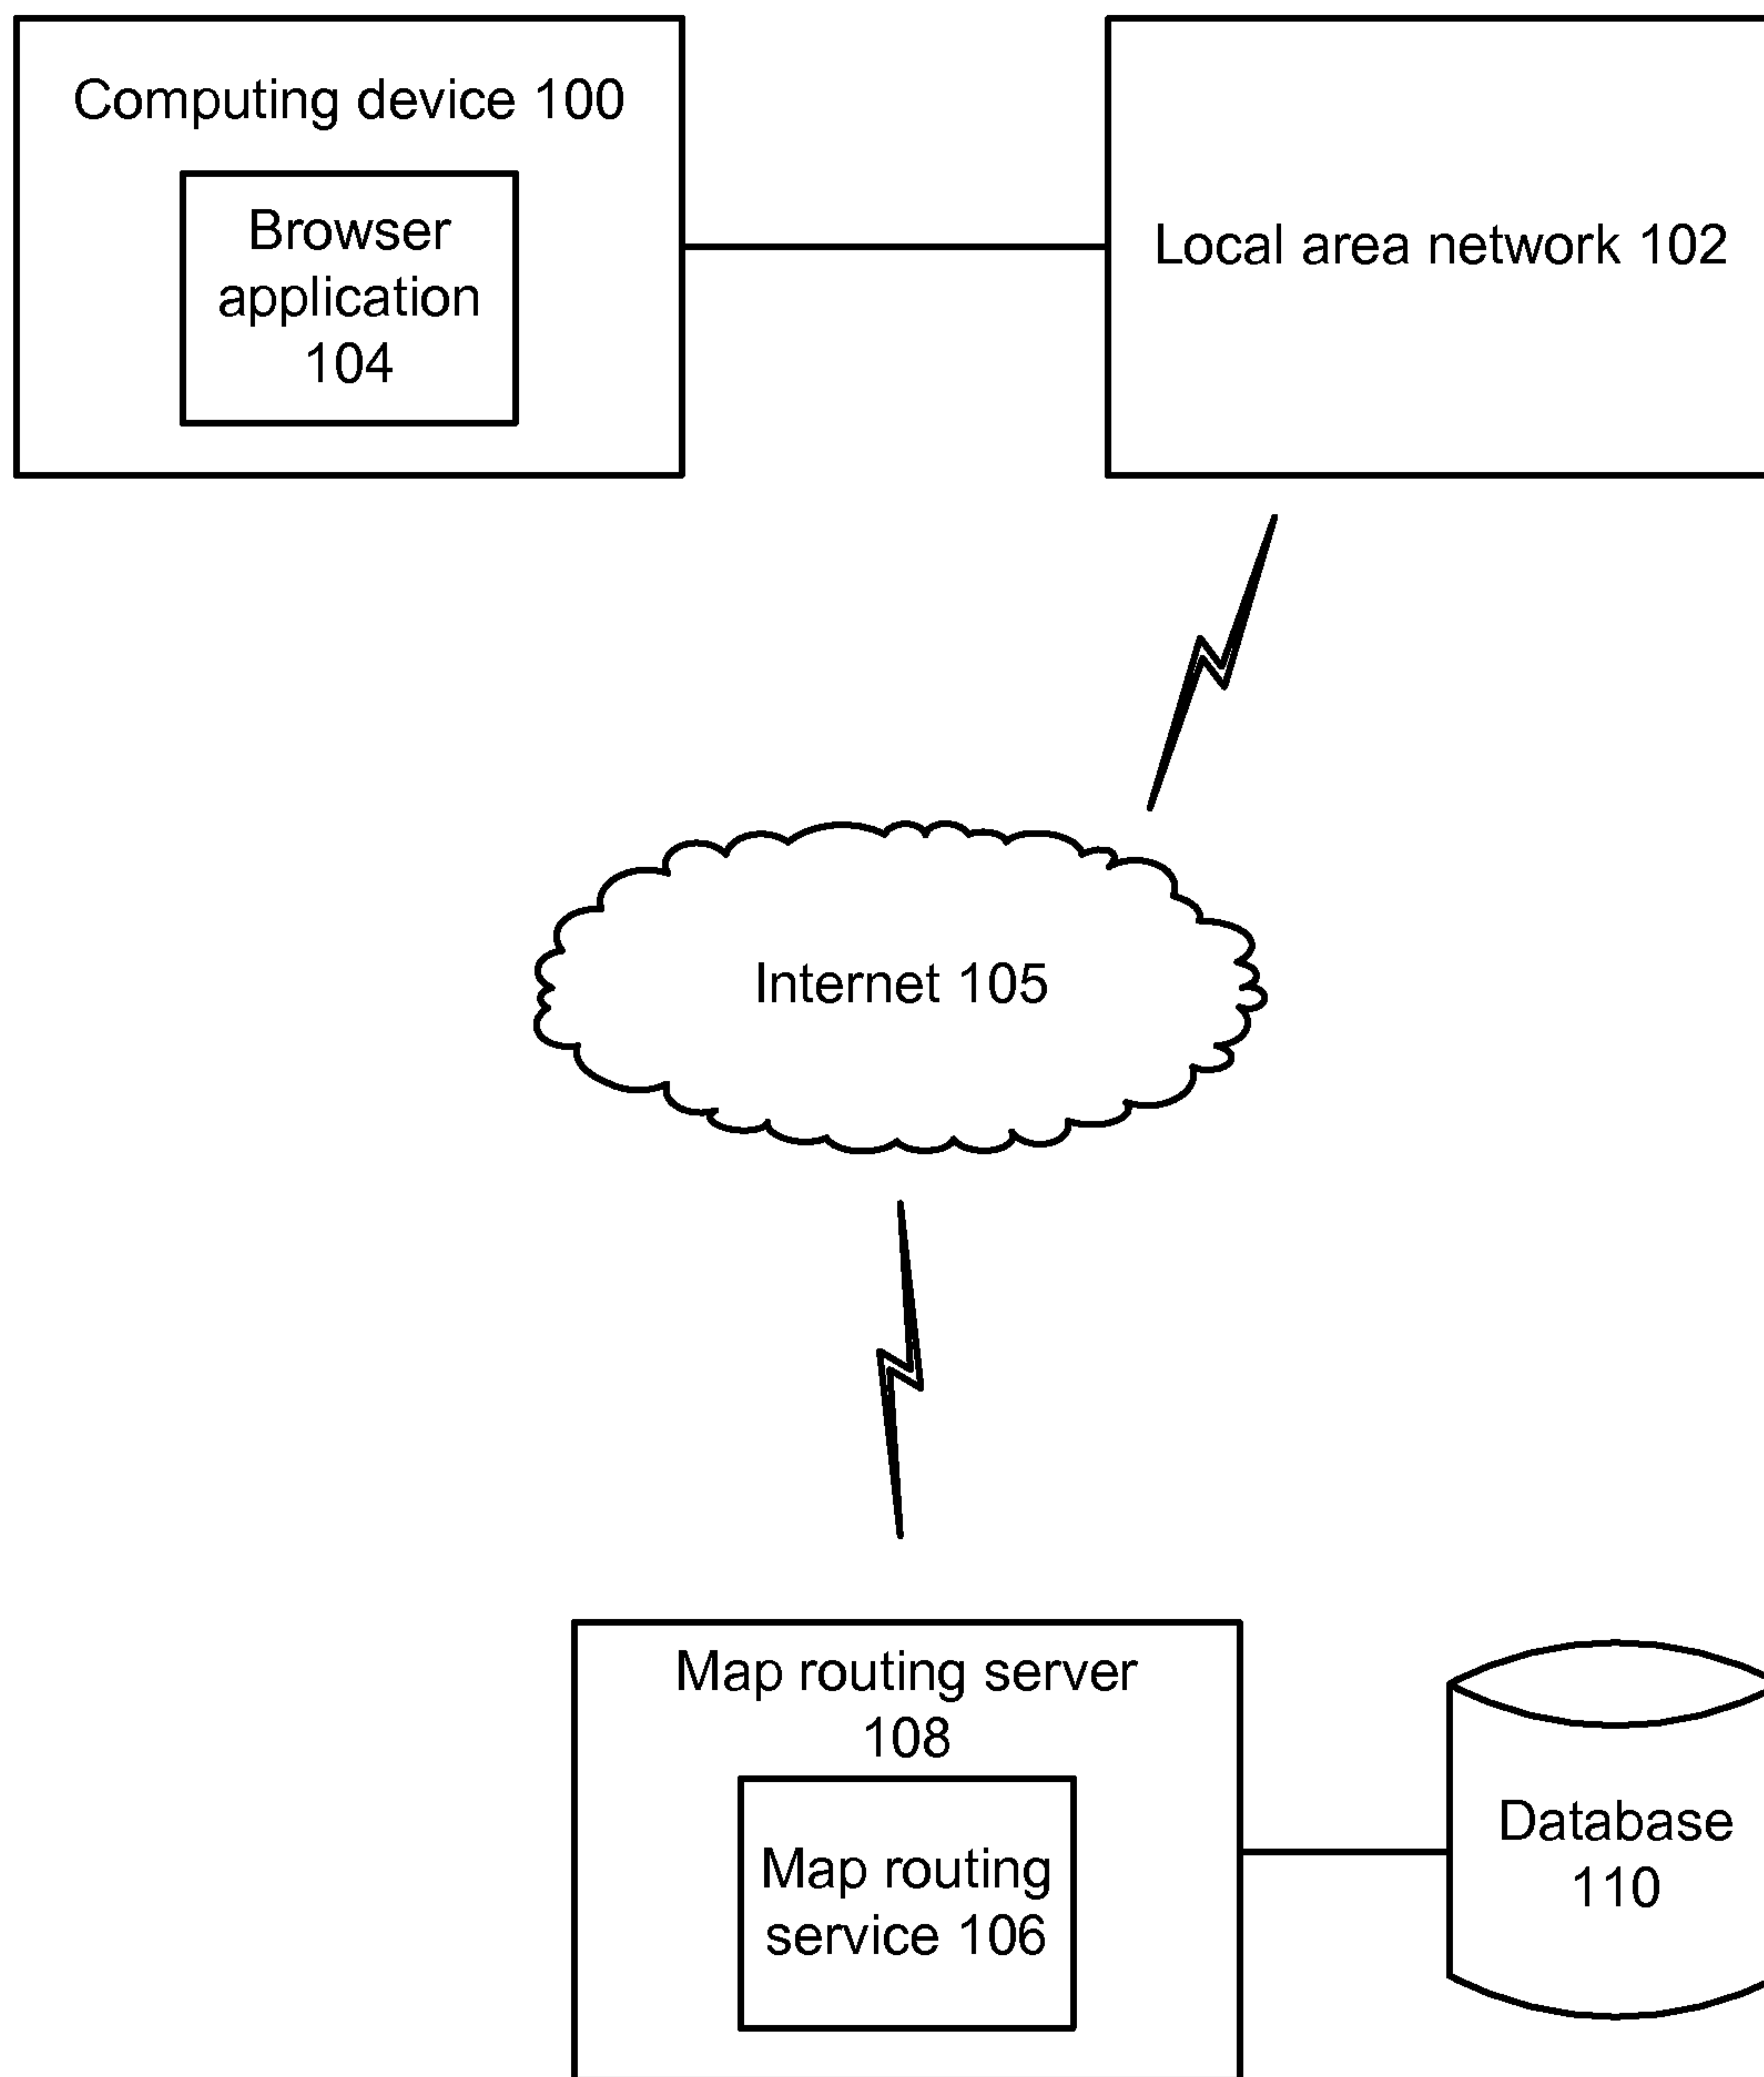 Computing device 100
Browser
application
104
Local area network 102
Internet 105
Map routing server
108
Map routing
service 106
Database
110